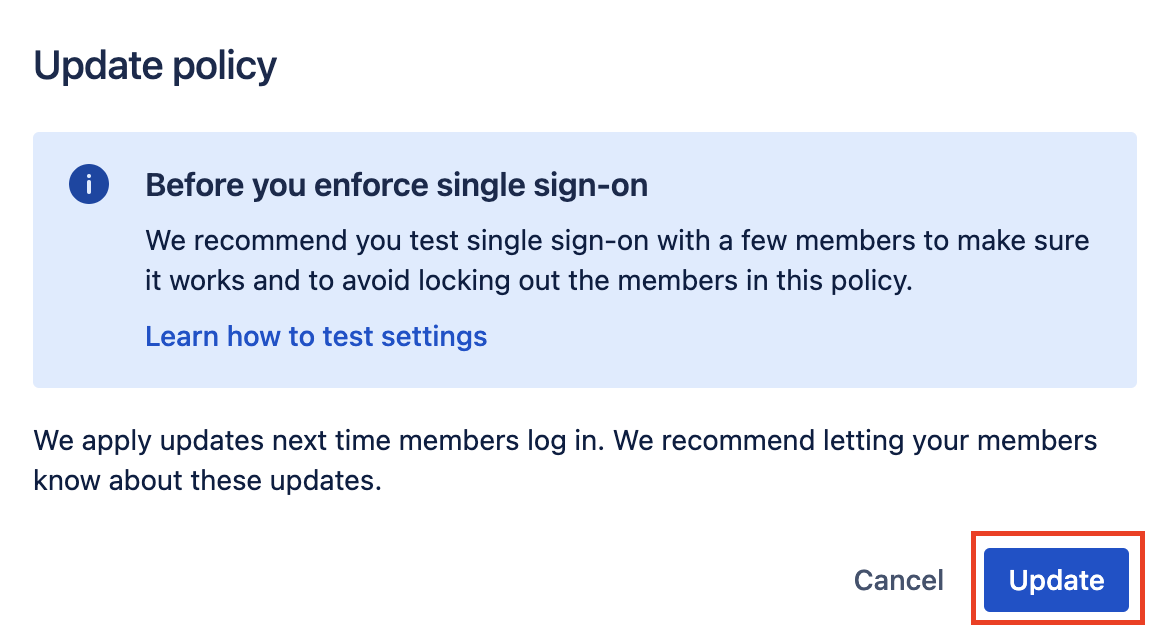 Update policy
Before you enforce single sign-on
We recommend you test single sign-on with a few members to make sure
it works and to avoid locking out the members in this policy.
Learn how to test settings
We apply updates next time members log in. We recommend letting your members
know about these updates.
Cancel
Update